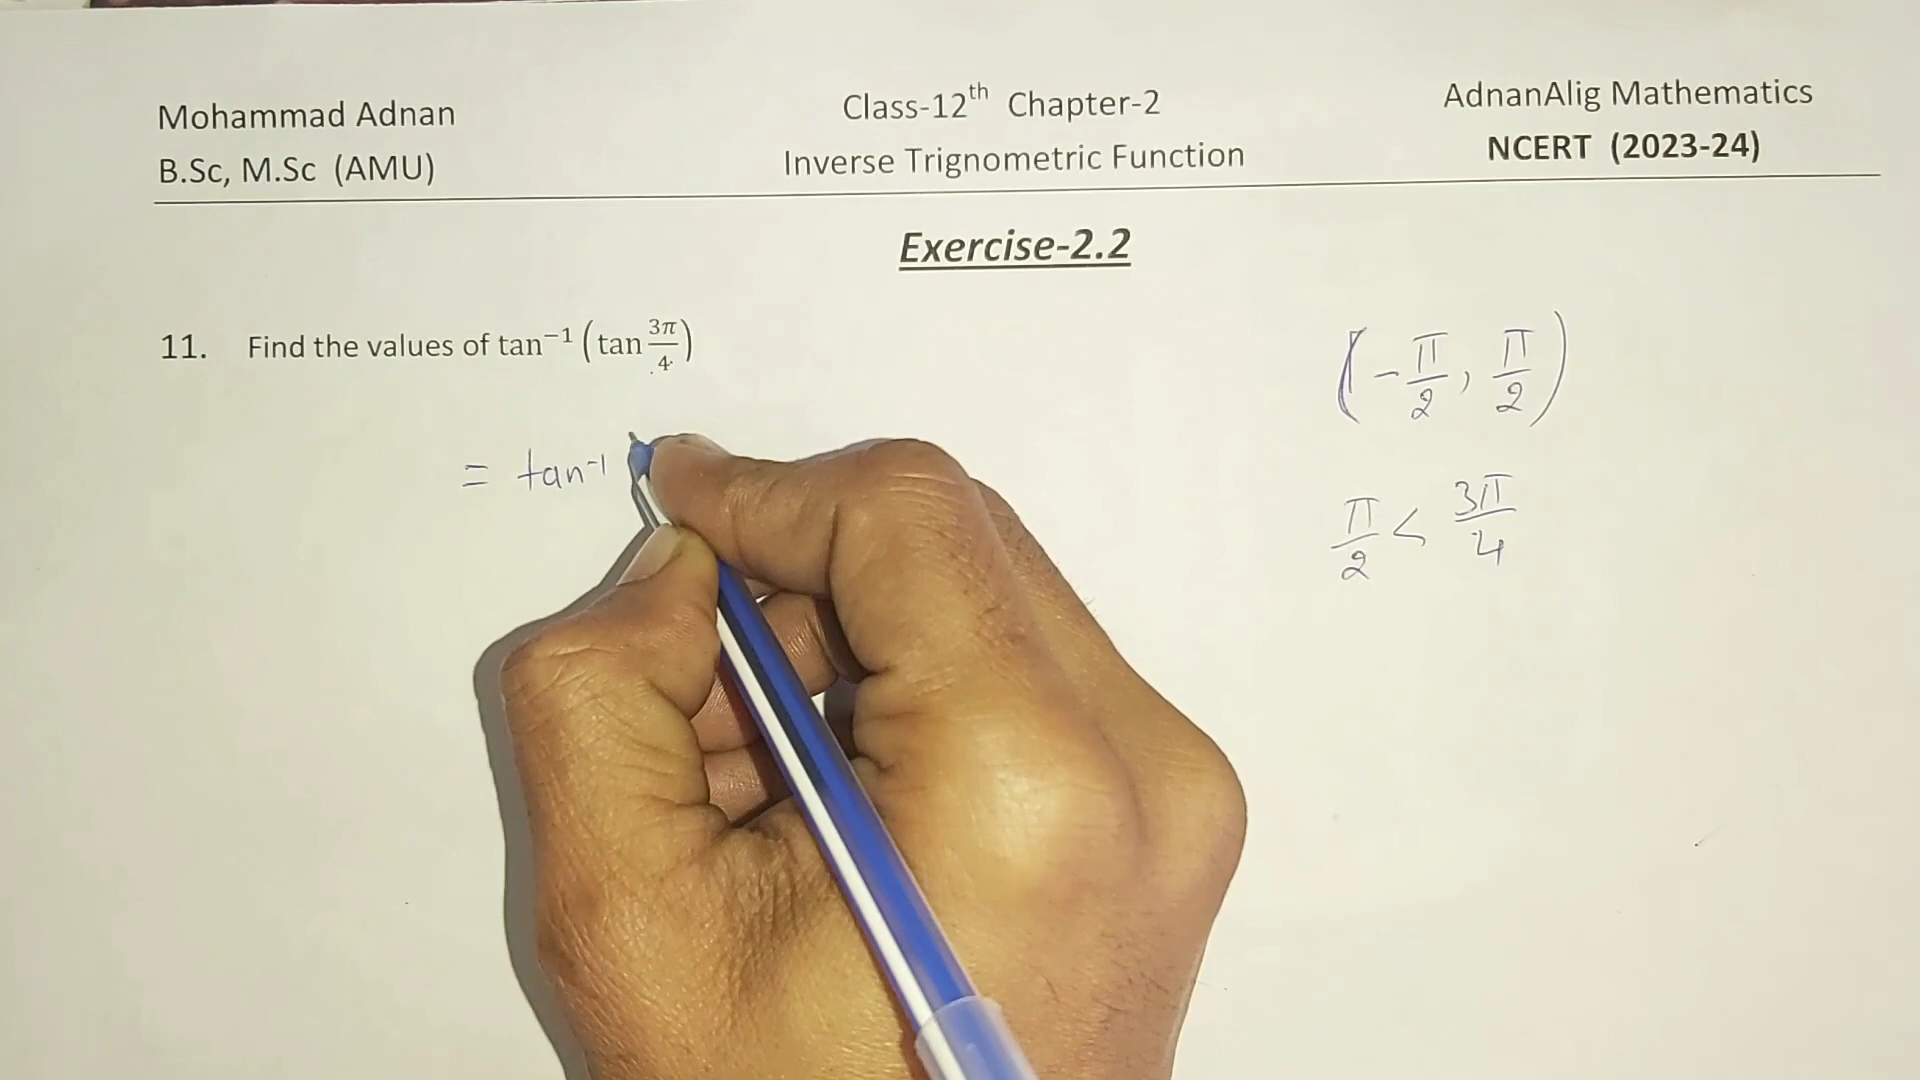 Mohammad Adnan
B.Sc, M.Sc (AMU)
Class-12th Chapter-2
Inverse Trignometric Function
AdnanAlig Mathematics
NCERT (2023-24)
Exercise-2.2
11. Find the values of tan⁻¹ (tan 3π/4)
= tan⁻¹
(-π/2, π/2)
π/2 < 3π/4